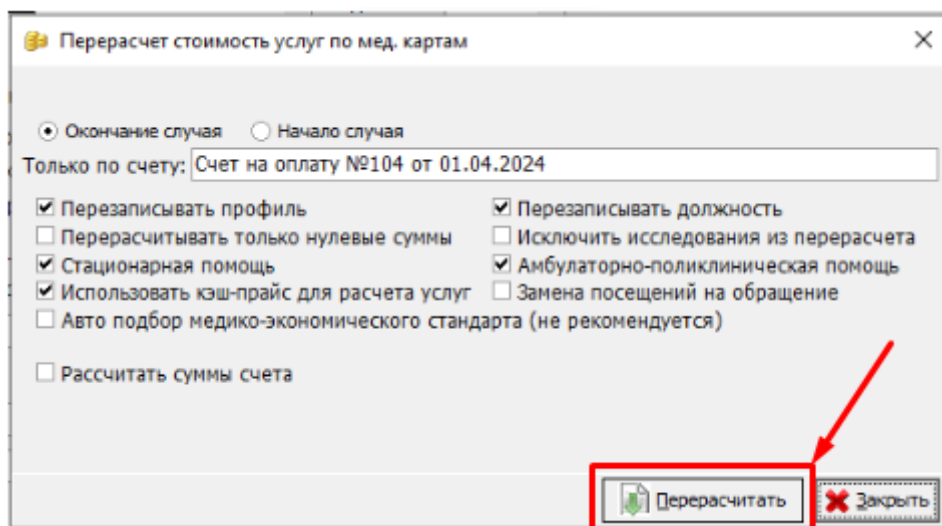 Перерасчет стоимость услуг по мед. картам
Окончание случая Начало случая
Только по счету: Счет на оплату №104 от 01.04.2024
Перезаписывать профиль Перезаписывать должность
Перерасчитывать только нулевые суммы Исключить исследования из перерасчета
Стационарная помощь Амбулаторно-поликлиническая помощь
Использовать кэш-прайс для расчета услуг Замена посещений на обращение
Авто подбор медико-экономического стандарта (не рекомендуется)
Рассчитать суммы счета
Перерасчитать Закрыть